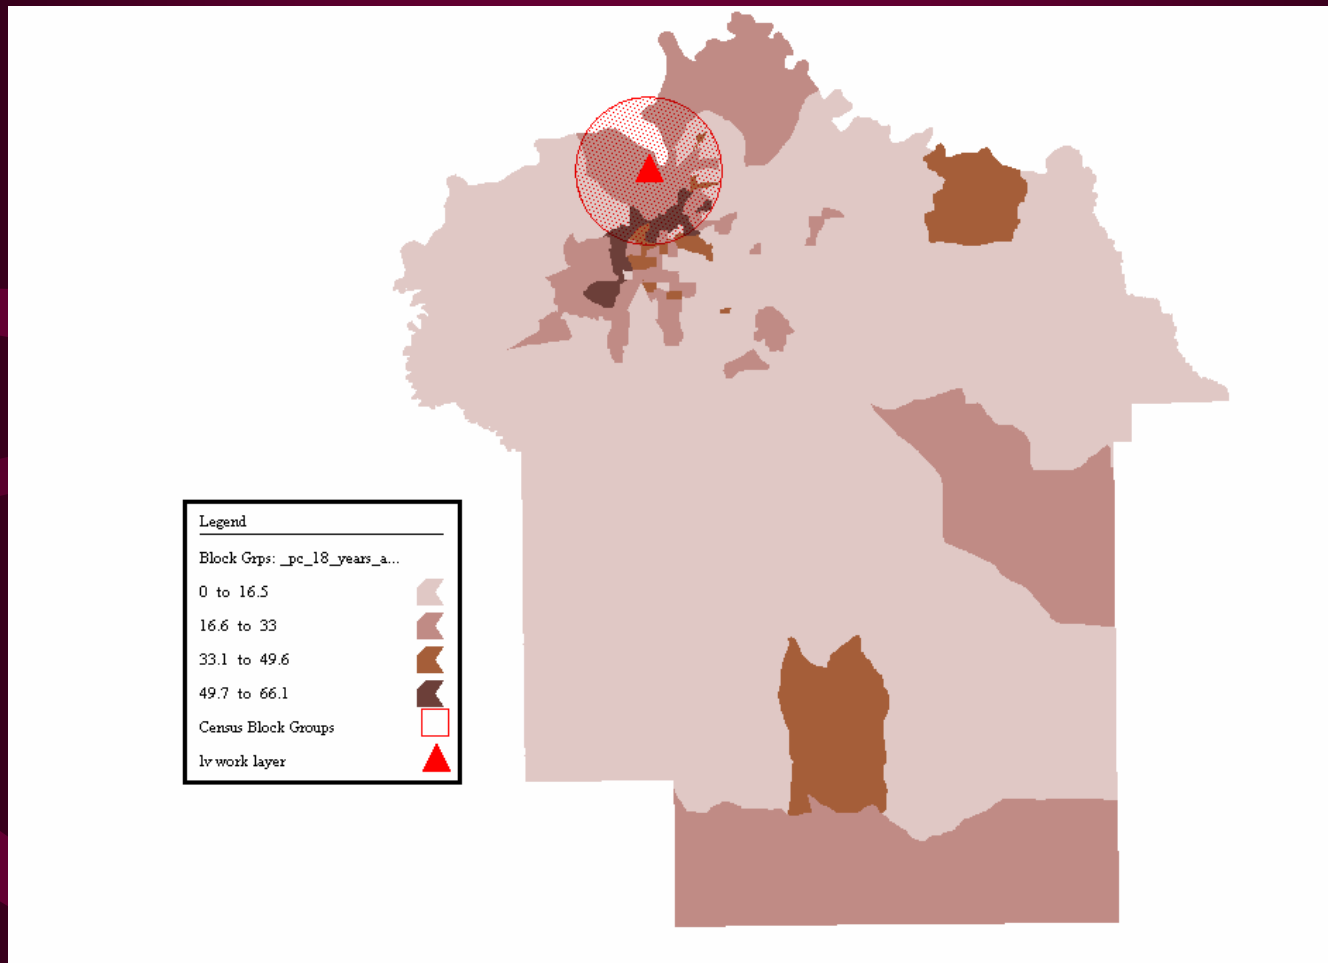 Legend
Block Grps: _pc_18_years_a...
0 to 16.5
16.6 to 33
33.1 to 49.6
49.7 to 66.1
Census Block Groups
lv work layer